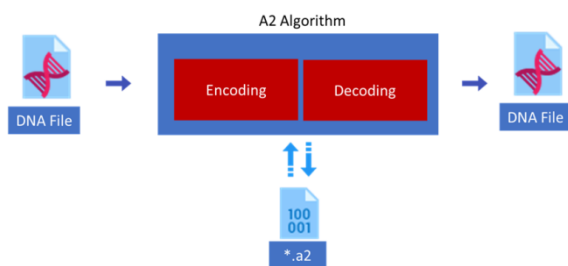 A2 Algorithm
DNA File
Encoding
Decoding
DNA File
100
001
*.a2